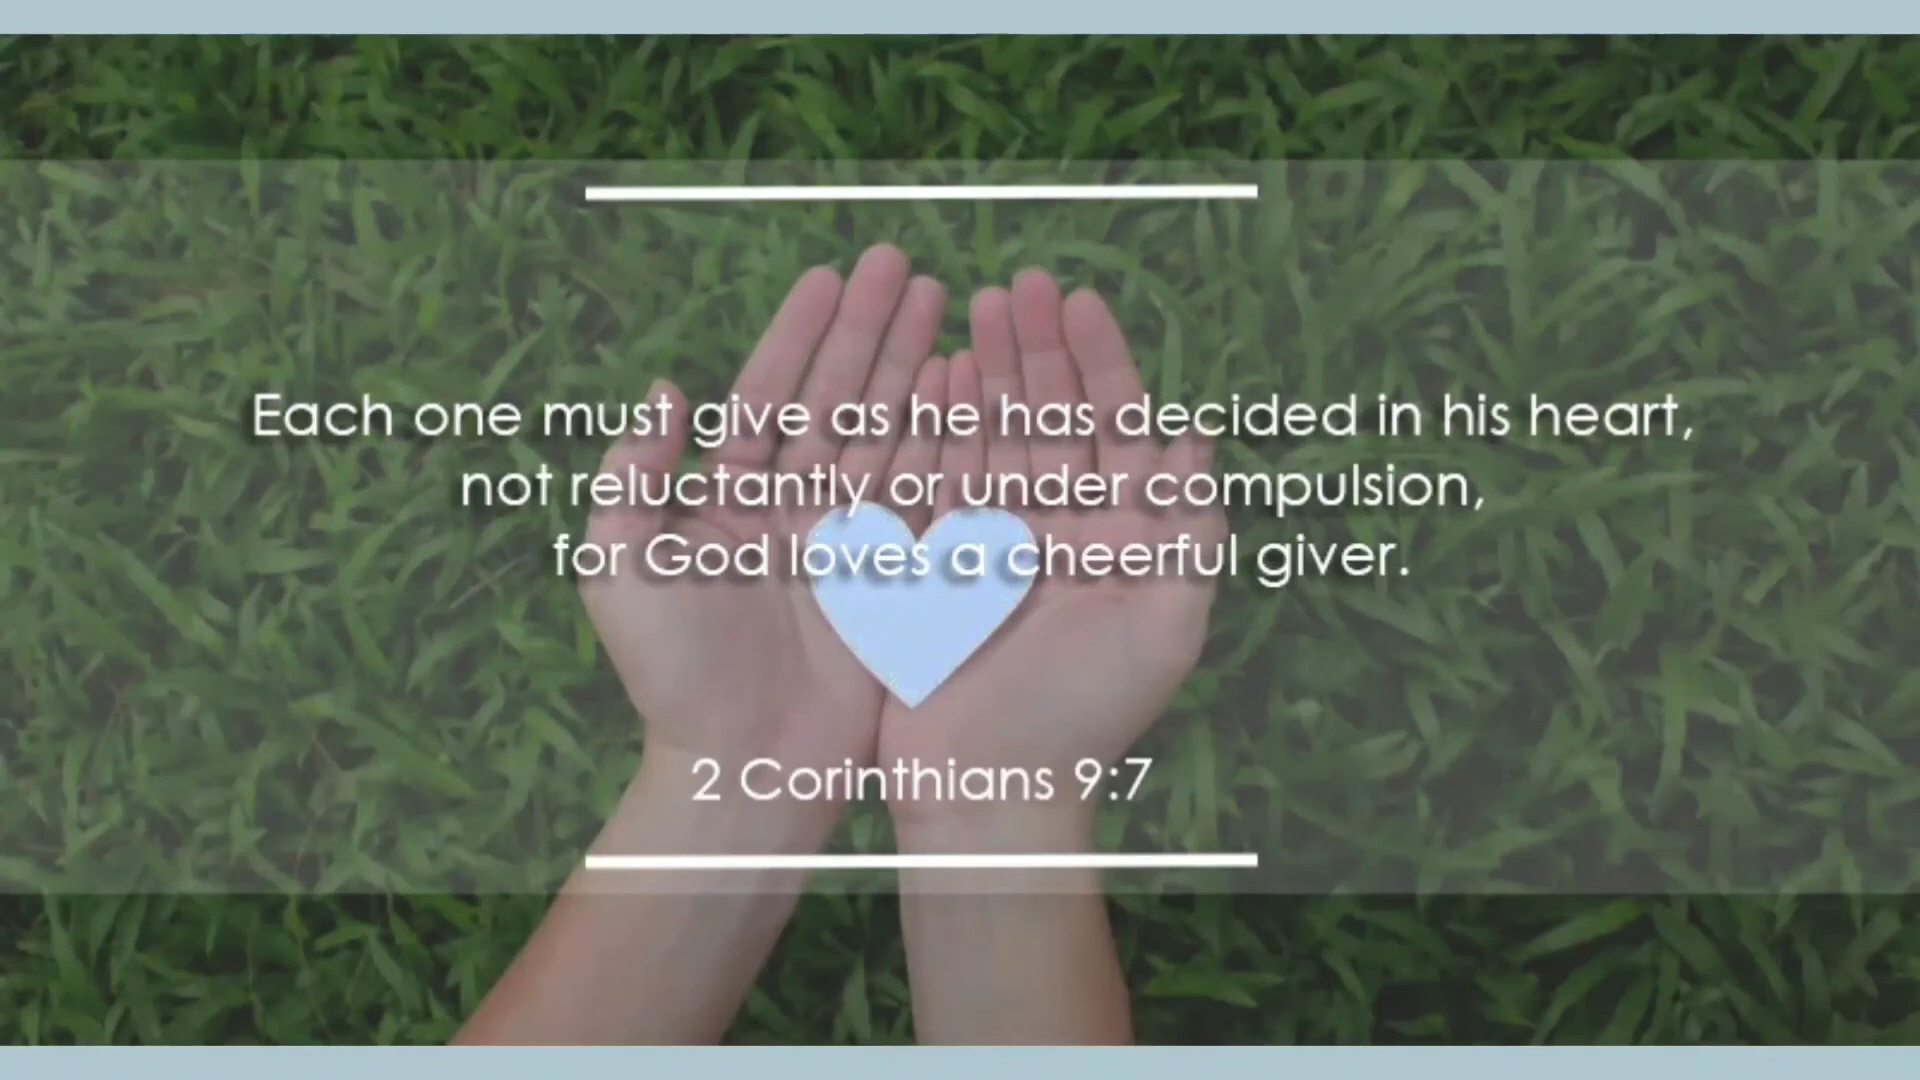 Each one must give as he has decided in his heart,
not reluctantly or under compulsion,
for God loves a cheerful giver.
2 Corinthians 9:7